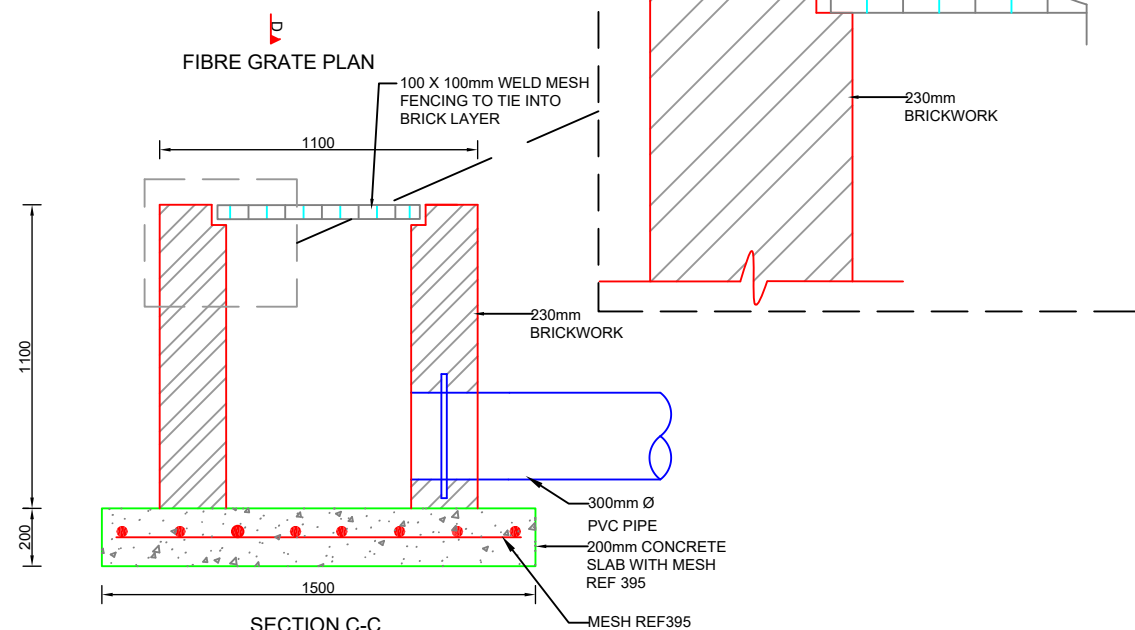 D
FIBRE GRATE PLAN
100 X 100mm WELD MESH
FENCING TO TIE INTO
BRICK LAYER
230mm
BRICKWORK
1100
230mm
BRICKWORK
1100
300mm Ø
PVC PIPE
200mm CONCRETE
SLAB WITH MESH
REF 395
200
1500
MESH REF395
SECTION C-C